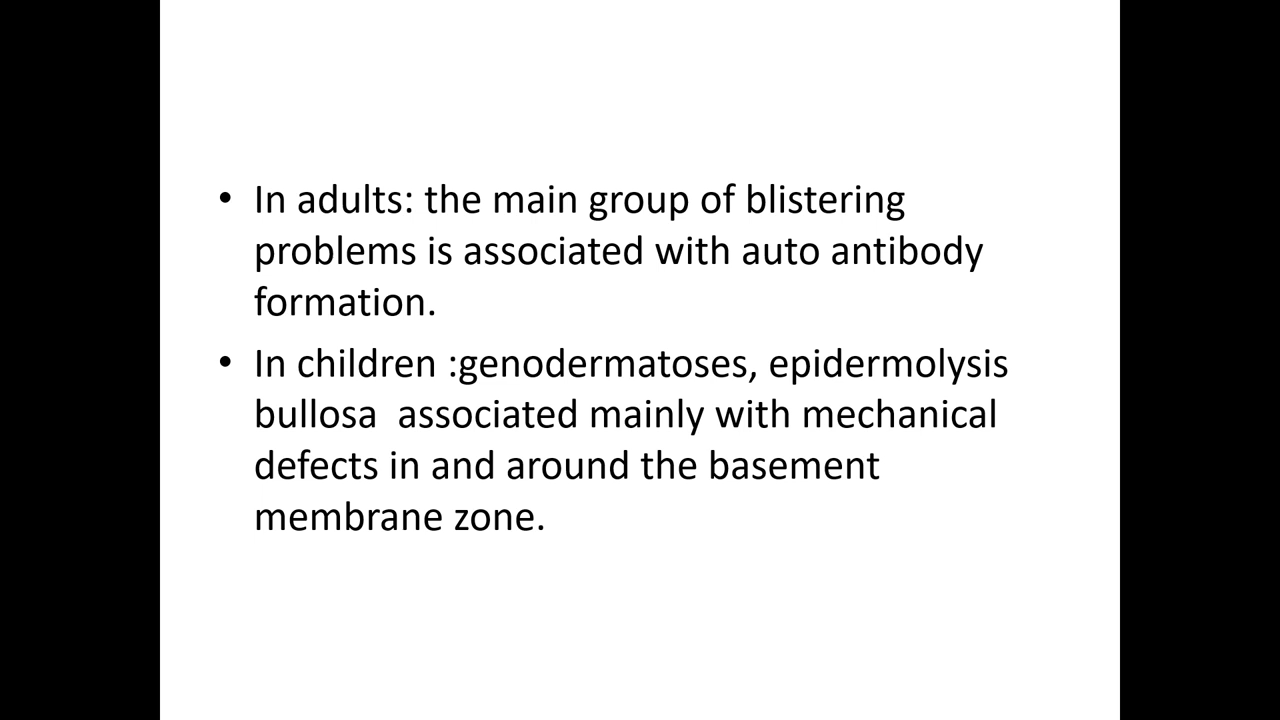 • In adults: the main group of blistering
problems is associated with auto antibody
formation.
• In children :genodermatoses, epidermolysis
bullosa  associated mainly with mechanical
defects in and around the basement
membrane zone.